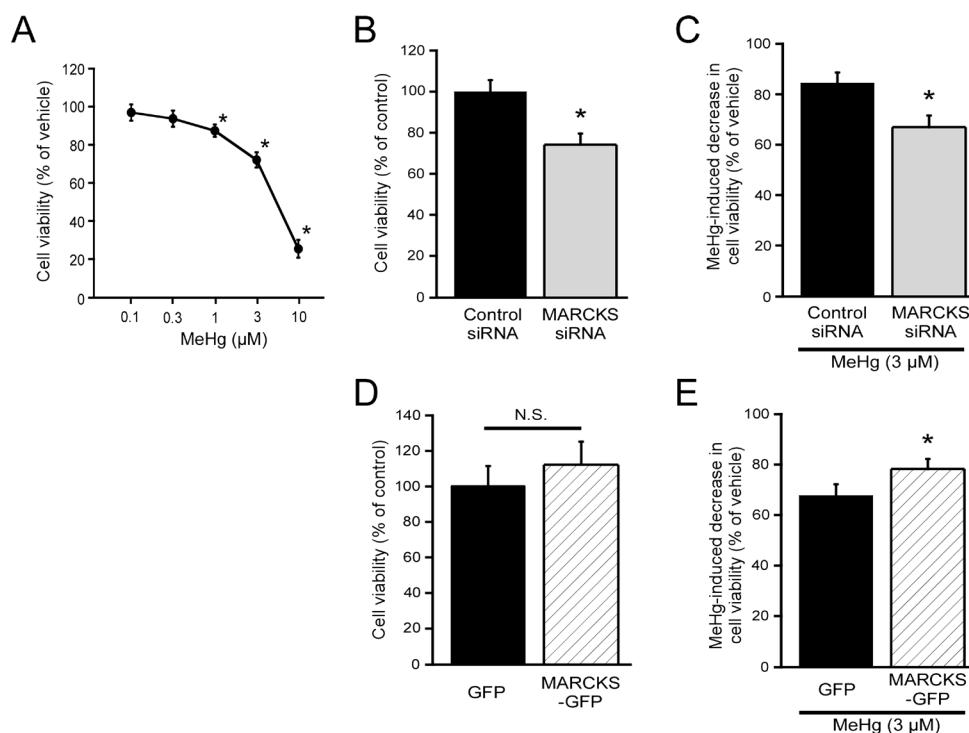 A
Cell viability (% of vehicle)
120
100
80
60
40
20
0
*
*
*
0.1 0.3 1 3 10
MeHg (μM)
B
Cell viability (% of control)
120
100
80
60
40
20
0
*
Control
siRNA
MARCKS
siRNA
C
MeHg-induced decrease in
cell viability (% of vehicle)
100
80
60
40
20
0
*
Control
siRNA
MARCKS
siRNA
MeHg (3 μM)
D
Cell viability (% of control)
140
120
100
80
60
40
20
0
N.S.
GFP
MARCKS
-GFP
E
MeHg-induced decrease in
cell viability (% of vehicle)
100
80
60
40
20
0
*
GFP
MARCKS
-GFP
MeHg (3 μM)